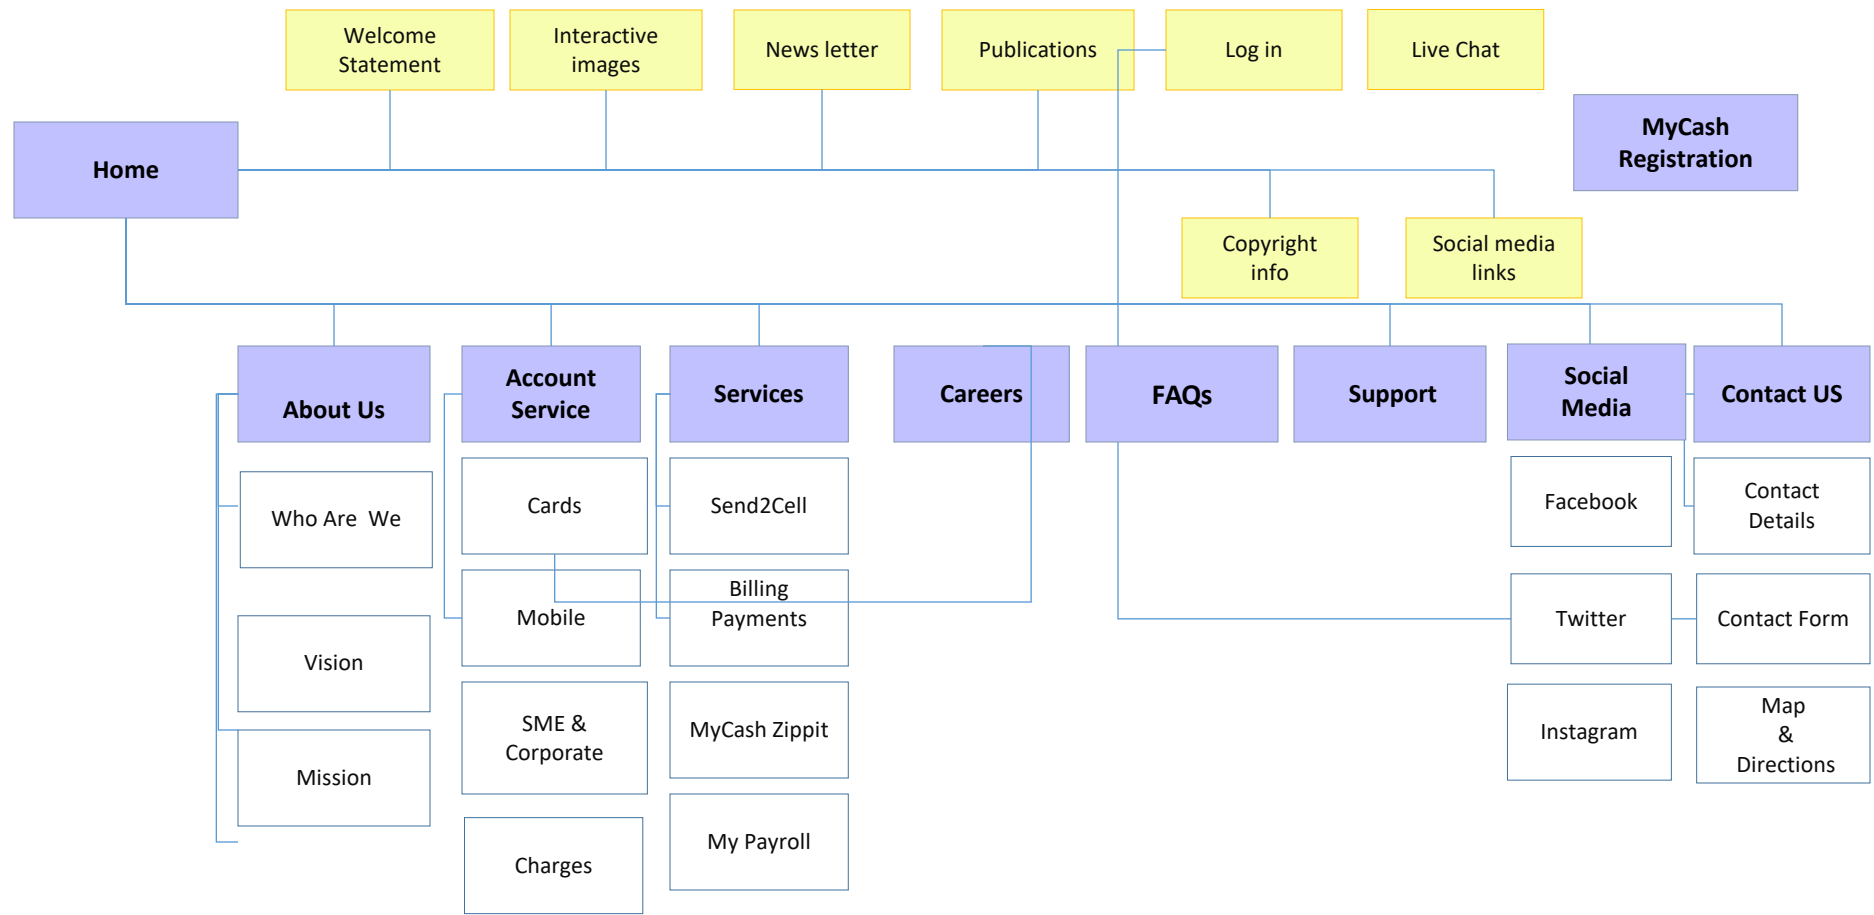 Welcome
Statement
Interactive
images
News letter
Publications
Log in
Live Chat
MyCash
Registration
Home
Copyright
info
Social media
links
About Us
Account
Service
Services
Careers
FAQs
Support
Social
Media
Contact US
Who Are  We
Cards
Send2Cell
Facebook
Contact
Details
Vision
Mobile
Billing
Payments
Twitter
Contact Form
Mission
SME &
Corporate
MyCash Zippit
Instagram
Map
&
Directions
Charges
My Payroll